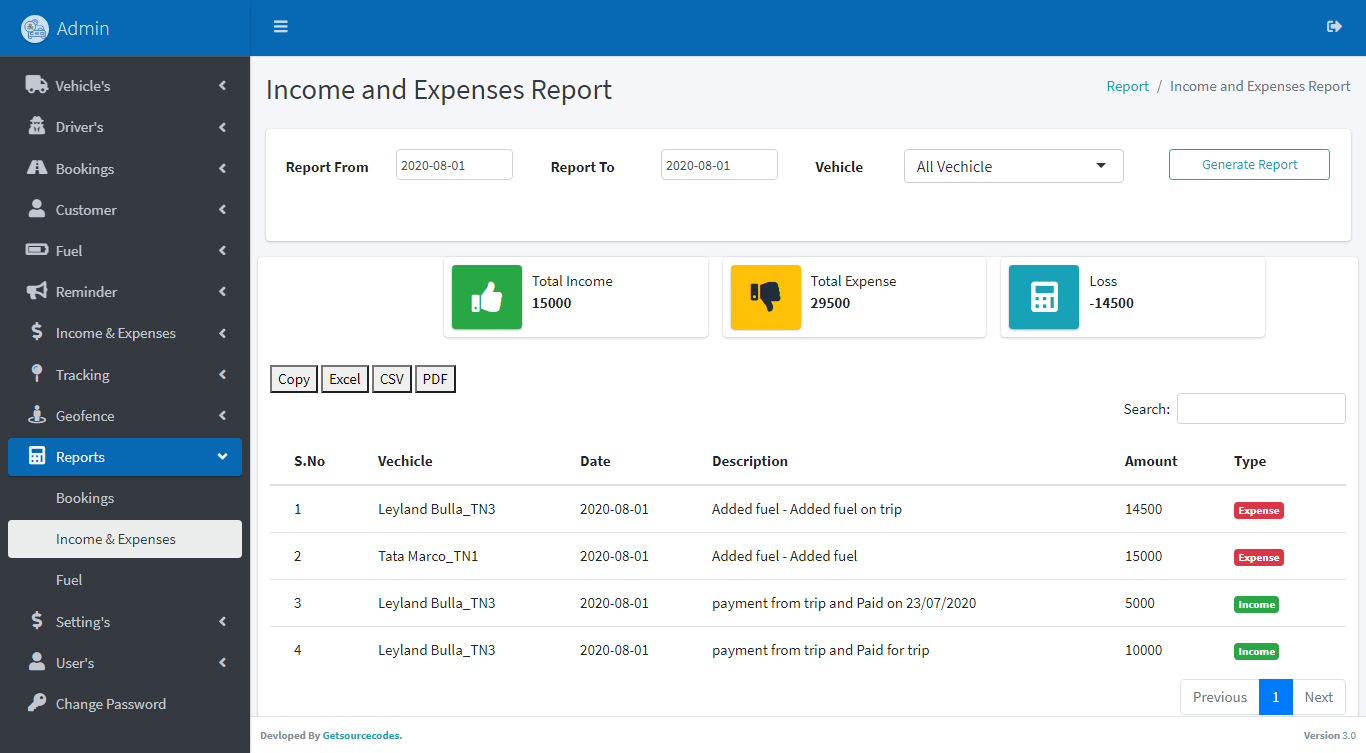 Admin
Vehicle's
Driver's
Bookings
Customer
Fuel
Reminder
Income & Expenses
Tracking
Geofence
Reports
Bookings
Income & Expenses
Fuel
Setting's
User's
Change Password
Income and Expenses Report
Report / Income and Expenses Report
Report From 2020-08-01 Report To 2020-08-01 Vehicle All Vechicle Generate Report
Total Income
15000
Total Expense
29500
Loss
-14500
Copy Excel CSV PDF
Search:
S.No Vechicle Date Description Amount Type
1 Leyland Bulla_TN3 2020-08-01 Added fuel - Added fuel on trip 14500 Expense
2 Tata Marco_TN1 2020-08-01 Added fuel - Added fuel 15000 Expense
3 Leyland Bulla_TN3 2020-08-01 payment from trip and Paid on 23/07/2020 5000 Income
4 Leyland Bulla_TN3 2020-08-01 payment from trip and Paid for trip 10000 Income
Previous 1 Next
Devloped By Getsourcecodes. Version 3.0